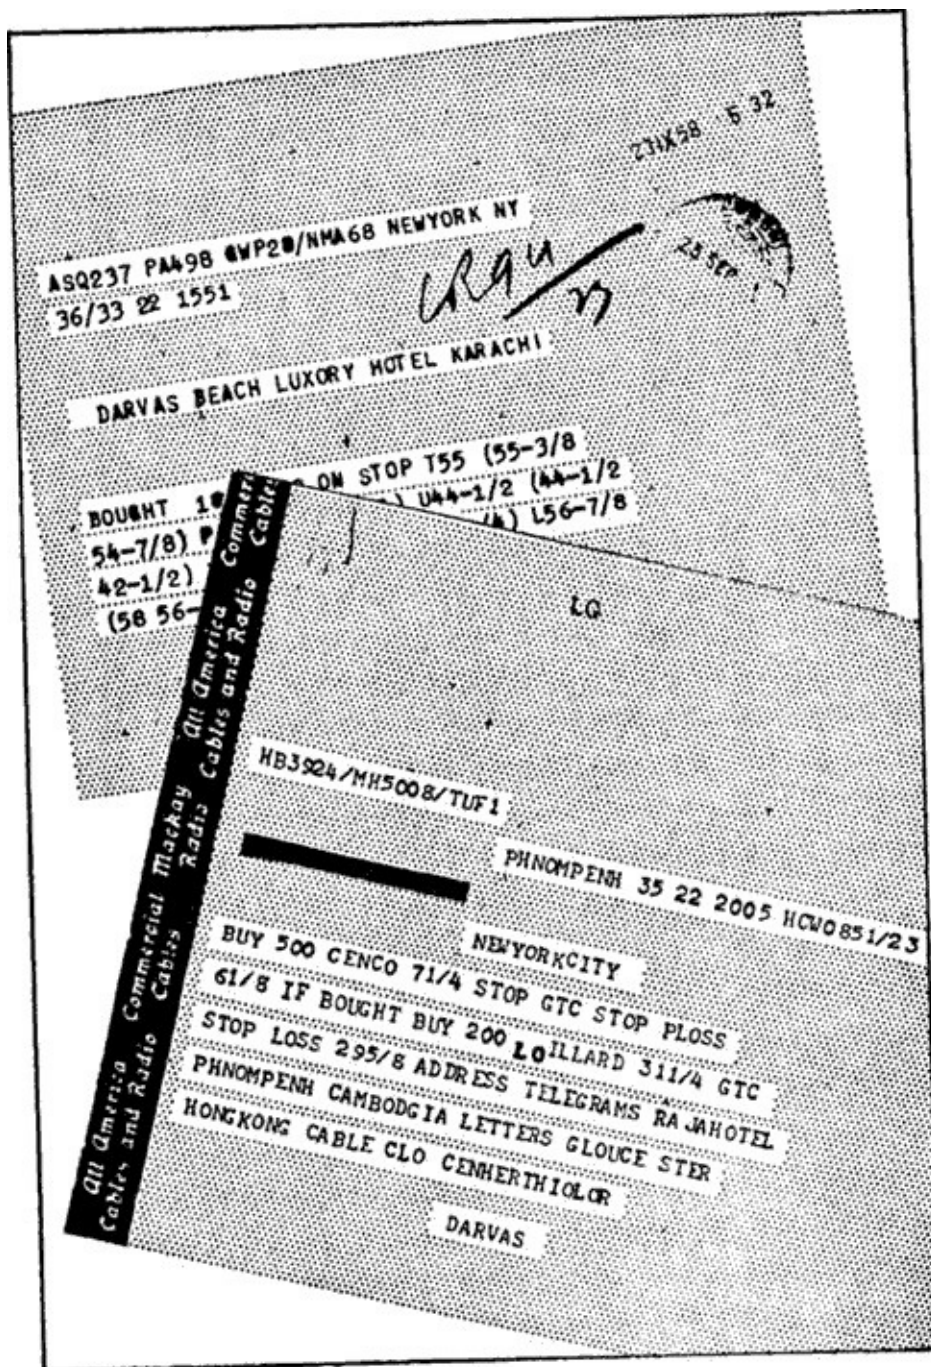 23IX58 5 32
ASQ237 PA498 CWP20/NMA68 NEWYORK NY
36/33 22 1551
23 SEP
DARVAS BEACH LUXORY HOTEL KARACHI
BOUGHT ON STOP T55 (55-3/8
54-7/8) U44-1/2 (44-1/2
42-1/2) L56-7/8
(58 56-
LG
All America Cables and Radio Commercial Cables Mackay Radio All America Cables and Radio Commercial Cables
HB3924/MH5008/TUF1
PHNOMPENH 35 22 2005 HCW0851/23
NEWYORKCITY
BUY 500 CENCO 71/4 STOP GTC STOP PLOSS
61/8 IF BOUGHT BUY 200 LOILLARD 311/4 GTC
STOP LOSS 295/8 ADDRESS TELEGRAMS RAJAHOTEL
PHNOMPENH CAMBODGIA LETTERS GLOUCE STER
HONGKONG CABLE CLO CENHERTHIOLOR
DARVAS